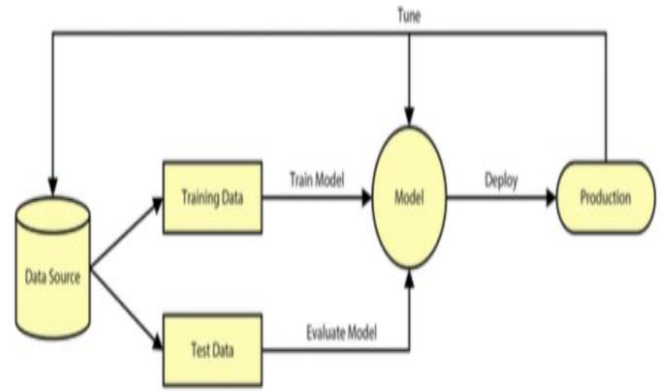 Tune
Training Data
Train Model
Model
Deploy
Production
Data Source
Test Data
Evaluate Model